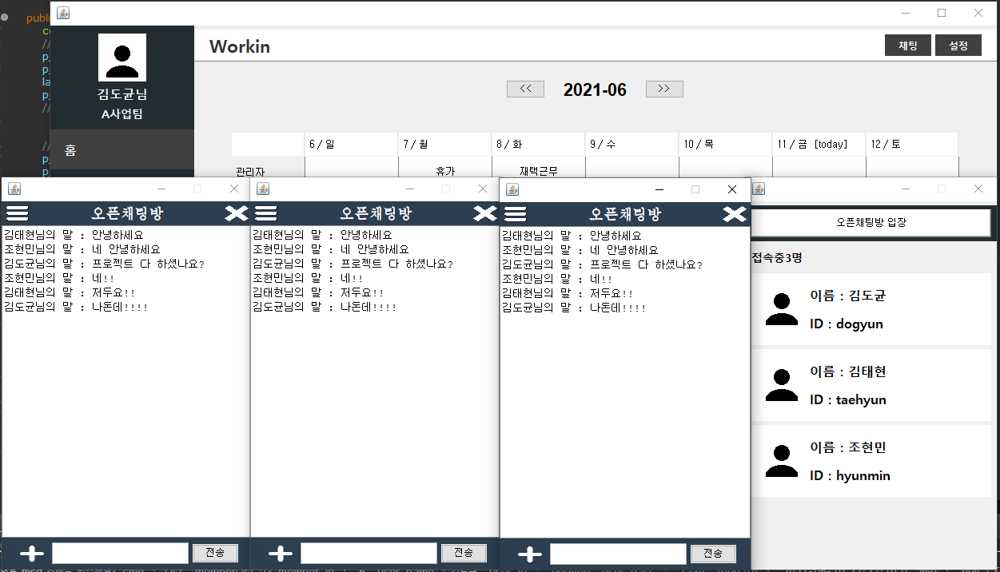 publi
Workin
채팅
설정
김도균님
A사업팀
홈
<<
2021-06
>>
6 / 일
7 / 월
8 / 화
9 / 수
10 / 목
11 / 금 [today]
12 / 토
관리자
휴가
재택근무
오픈채팅방
김태현님의 말 : 안녕하세요
조현민님의 말 : 네 안녕하세요
김도균님의 말 : 프로젝트 다 하셨나요?
조현민님의 말 : 네!!
김태현님의 말 : 저두요!!
김도균님의 말 : 나돈데!!!!
전송
오픈채팅방
김태현님의 말 : 안녕하세요
조현민님의 말 : 네 안녕하세요
김도균님의 말 : 프로젝트 다 하셨나요?
조현민님의 말 : 네!!
김태현님의 말 : 저두요!!
김도균님의 말 : 나돈데!!!!
전송
오픈채팅방
김태현님의 말 : 안녕하세요
조현민님의 말 : 네 안녕하세요
김도균님의 말 : 프로젝트 다 하셨나요?
조현민님의 말 : 네!!
김태현님의 말 : 저두요!!
김도균님의 말 : 나돈데!!!!
전송
오픈채팅방 입장
접속중3명
이름 : 김도균
ID : dogyun
이름 : 김태현
ID : taehyun
이름 : 조현민
ID : hyunmin